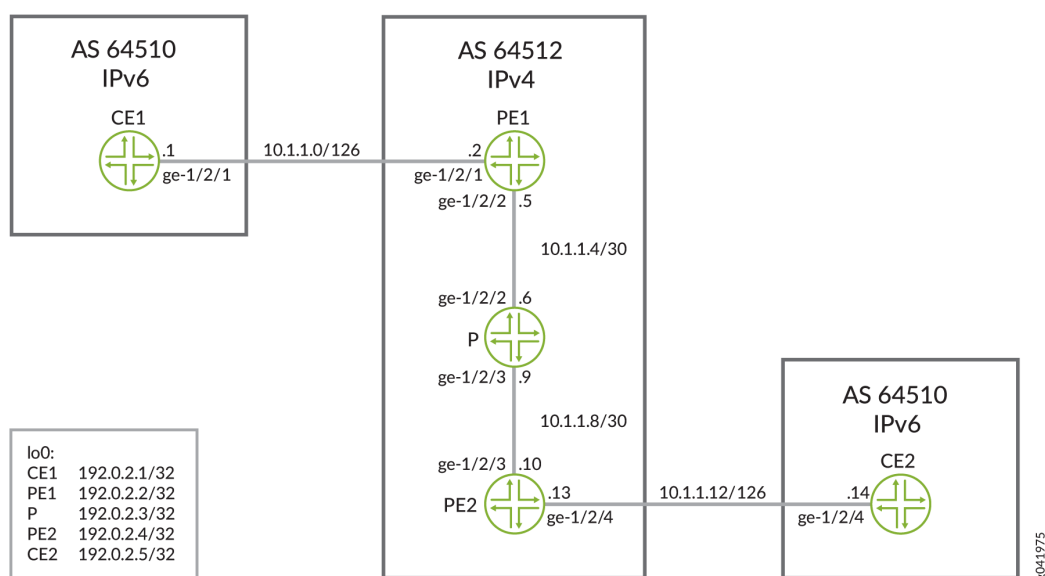 AS 64510
IPv6
CE1
.1
ge-1/2/1
10.1.1.0/126
AS 64512
IPv4
PE1
.2
ge-1/2/1
ge-1/2/2 .5
10.1.1.4/30
ge-1/2/2 .6
P
ge-1/2/3 .9
10.1.1.8/30
ge-1/2/3 .10
PE2
.13
ge-1/2/4
10.1.1.12/126
AS 64510
IPv6
CE2
.14
ge-1/2/4
lo0:
CE1 192.0.2.1/32
PE1 192.0.2.2/32
P 192.0.2.3/32
PE2 192.0.2.4/32
CE2 192.0.2.5/32
041975